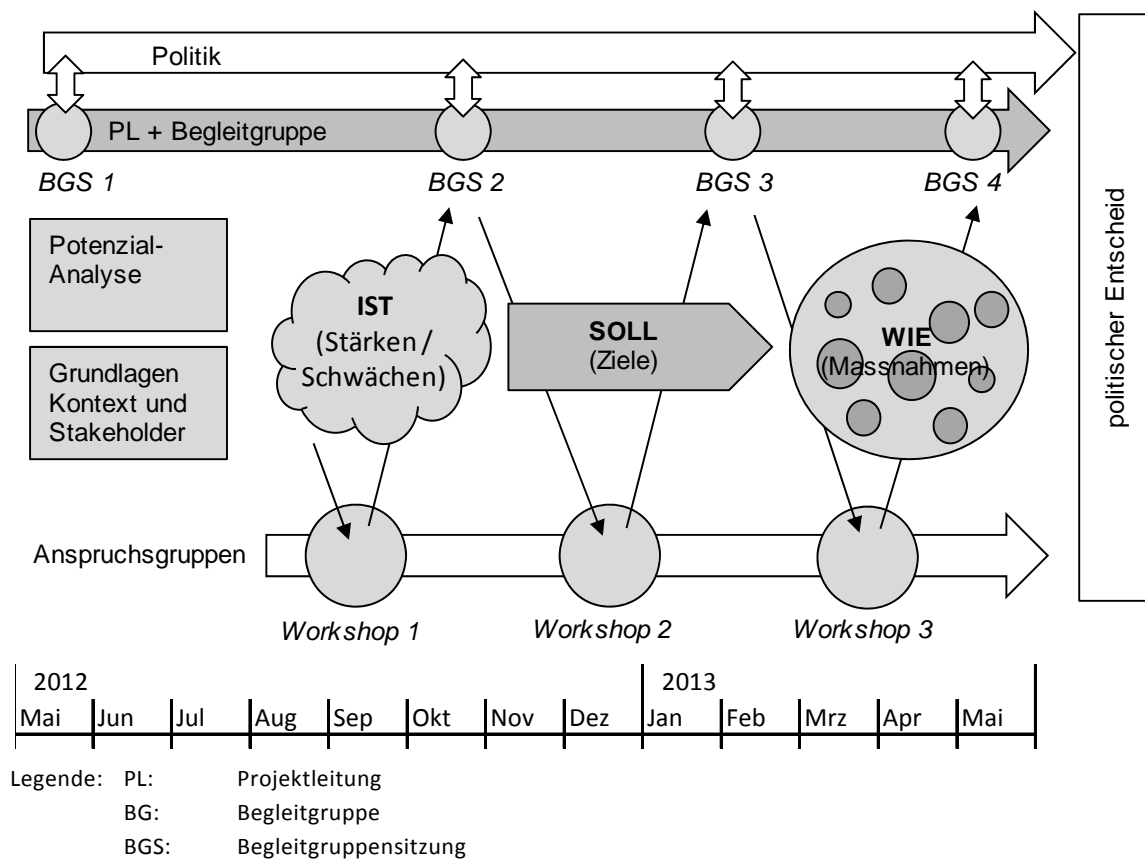 Politik
PL + Begleitgruppe
BGS 1
BGS 2
BGS 3
BGS 4
Potenzial-
Analyse
Grundlagen
Kontext und
Stakeholder
IST
(Stärken /
Schwächen)
SOLL
(Ziele)
WIE
(Massnahmen)
politischer Entscheid
Anspruchsgruppen
Workshop 1
Workshop 2
Workshop 3
2012 2013
Mai Jun Jul Aug Sep Okt Nov Dez Jan Feb Mrz Apr Mai
Legende: PL: Projektleitung
BG: Begleitgruppe
BGS: Begleitgruppensitzung